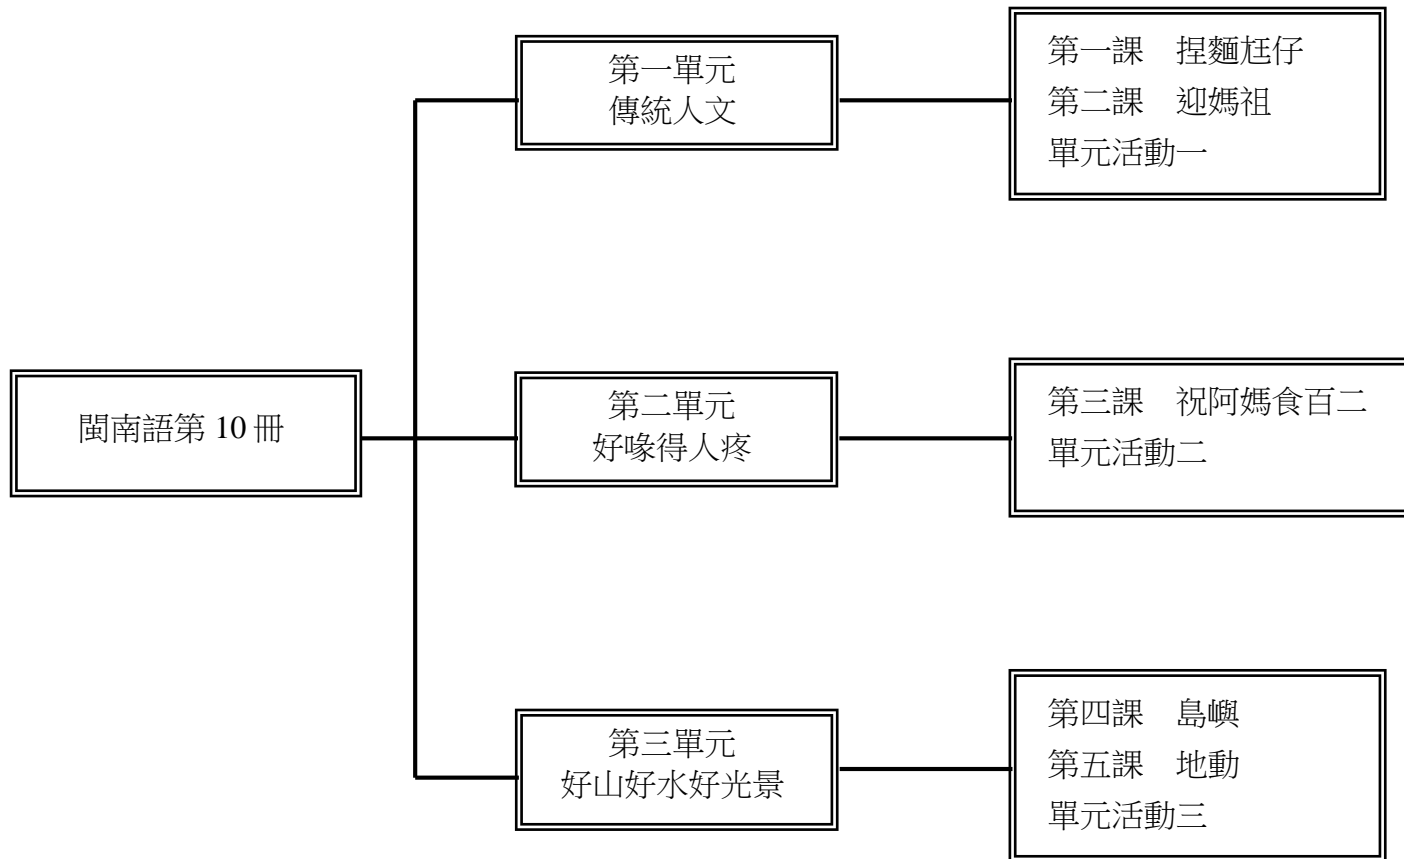 閩南語第 10 冊
第一單元
傳統人文
第一課　捏麵尪仔
第二課　迎媽祖
單元活動一
第二單元
好喙得人疼
第三課　祝阿媽食百二
單元活動二
第三單元
好山好水好光景
第四課　島嶼
第五課　地動
單元活動三